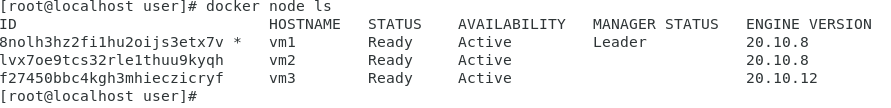 [root@localhost user]# docker node ls
ID HOSTNAME STATUS AVAILABILITY MANAGER STATUS ENGINE VERSION
8nolh3hz2fi1hu2oijs3etx7v * vm1 Ready Active Leader 20.10.8
lvx7oe9tcs32rle1thuu9kyqh vm2 Ready Active 20.10.8
f27450bbc4kgh3mhieczicryf vm3 Ready Active 20.10.12
[root@localhost user]#